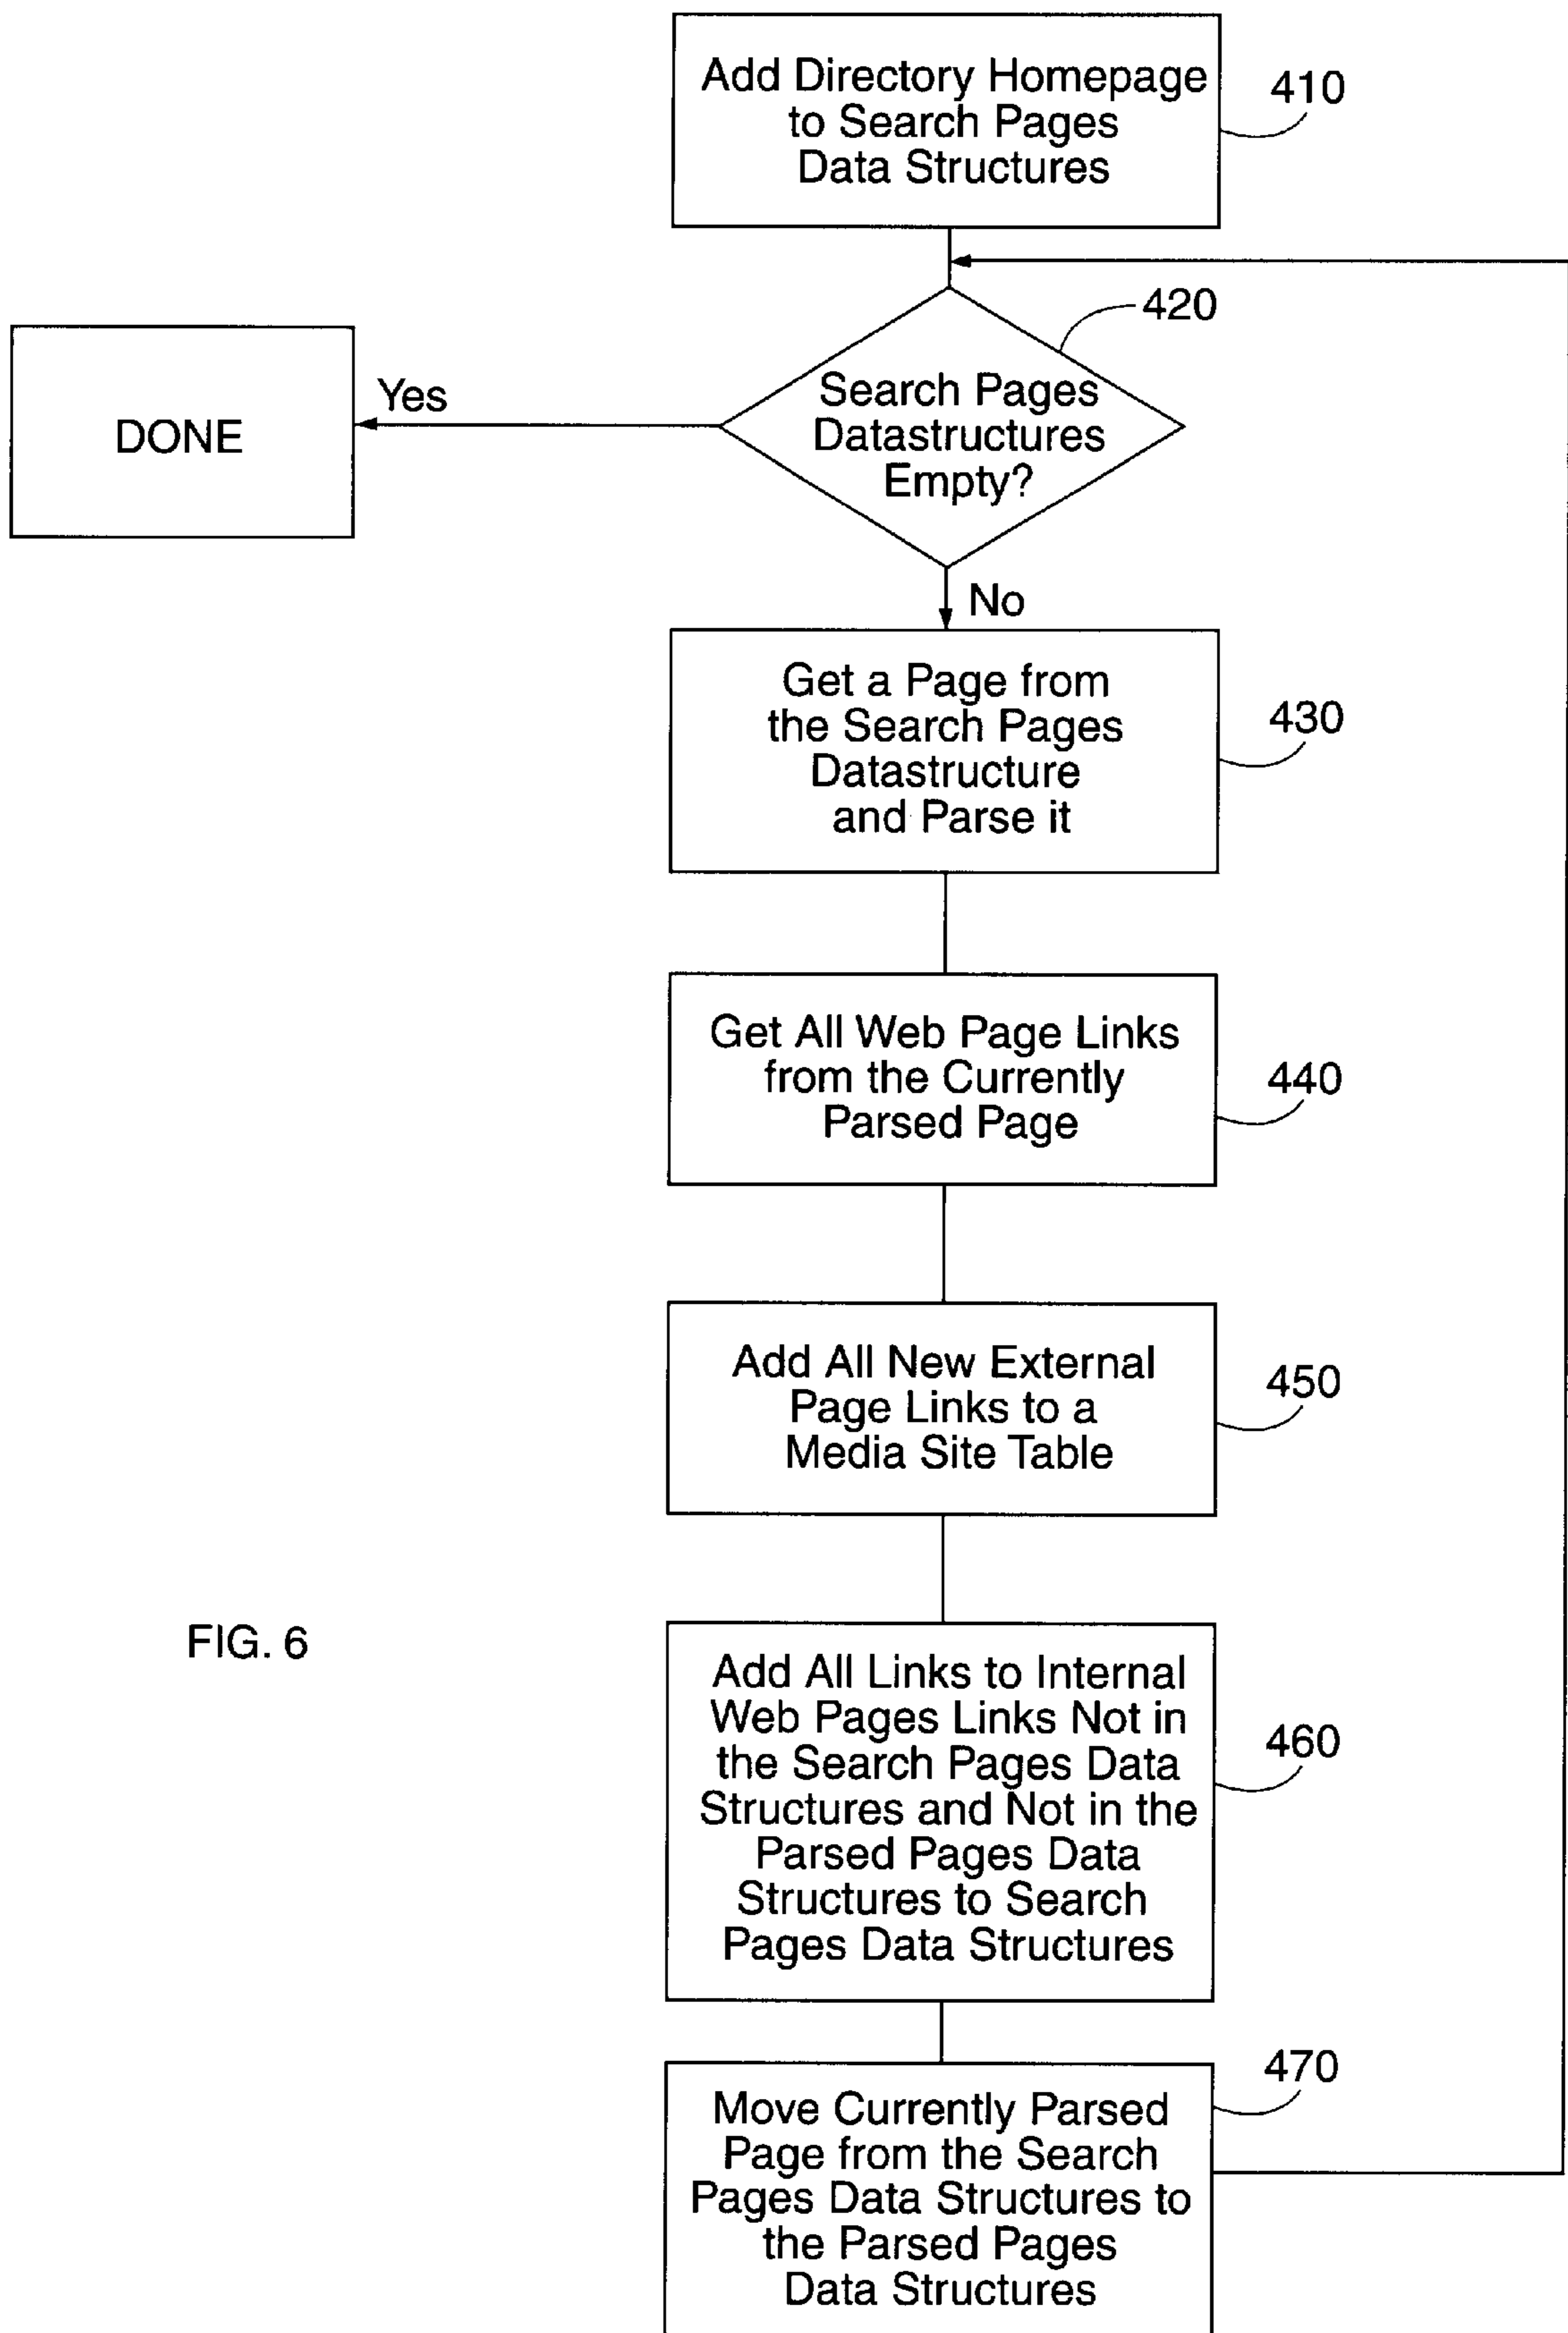 Add Directory Homepage
to Search Pages
Data Structures
410
420
Search Pages
Datastructures
Empty?
Yes
DONE
No
Get a Page from
the Search Pages
Datastructure
and Parse it
430
Get All Web Page Links
from the Currently
Parsed Page
440
Add All New External
Page Links to a
Media Site Table
450
FIG. 6
Add All Links to Internal
Web Pages Links Not in
the Search Pages Data
Structures and Not in the
Parsed Pages Data
Structures to Search
Pages Data Structures
460
470
Move Currently Parsed
Page from the Search
Pages Data Structures to
the Parsed Pages
Data Structures